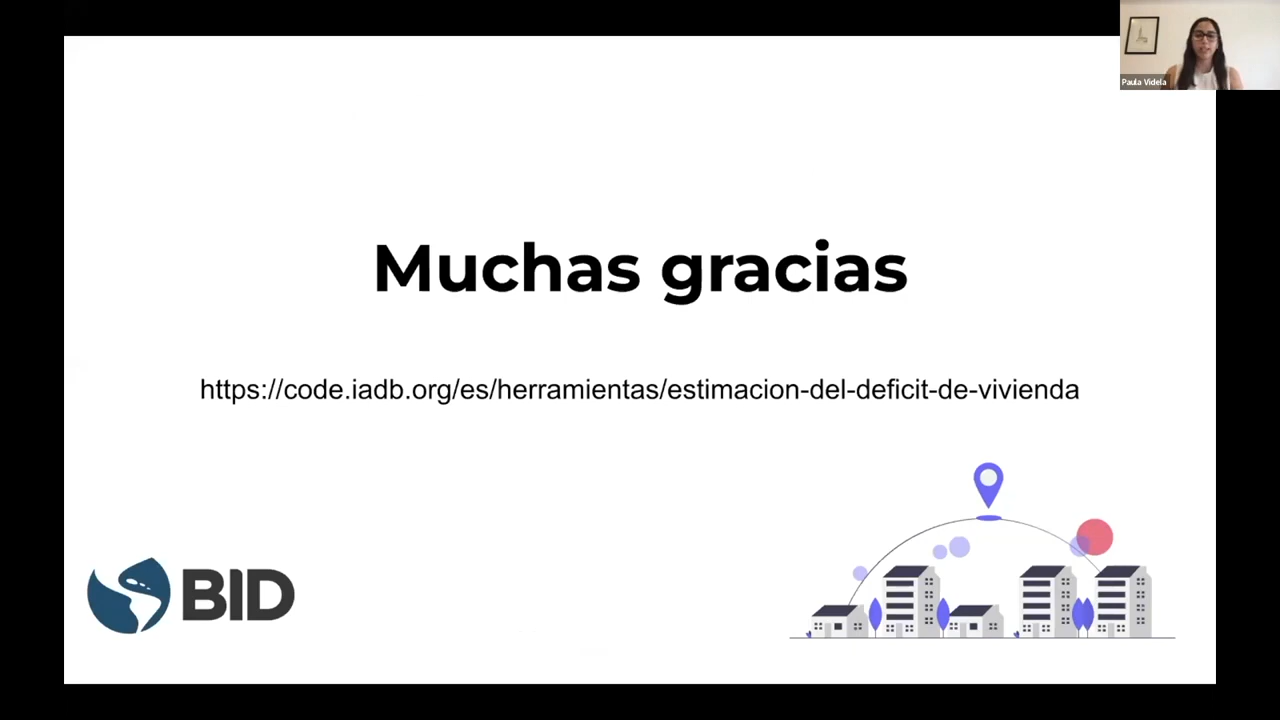 Paula Videla
Muchas gracias
https://code.iadb.org/es/herramientas/estimacion-del-deficit-de-vivienda
BID